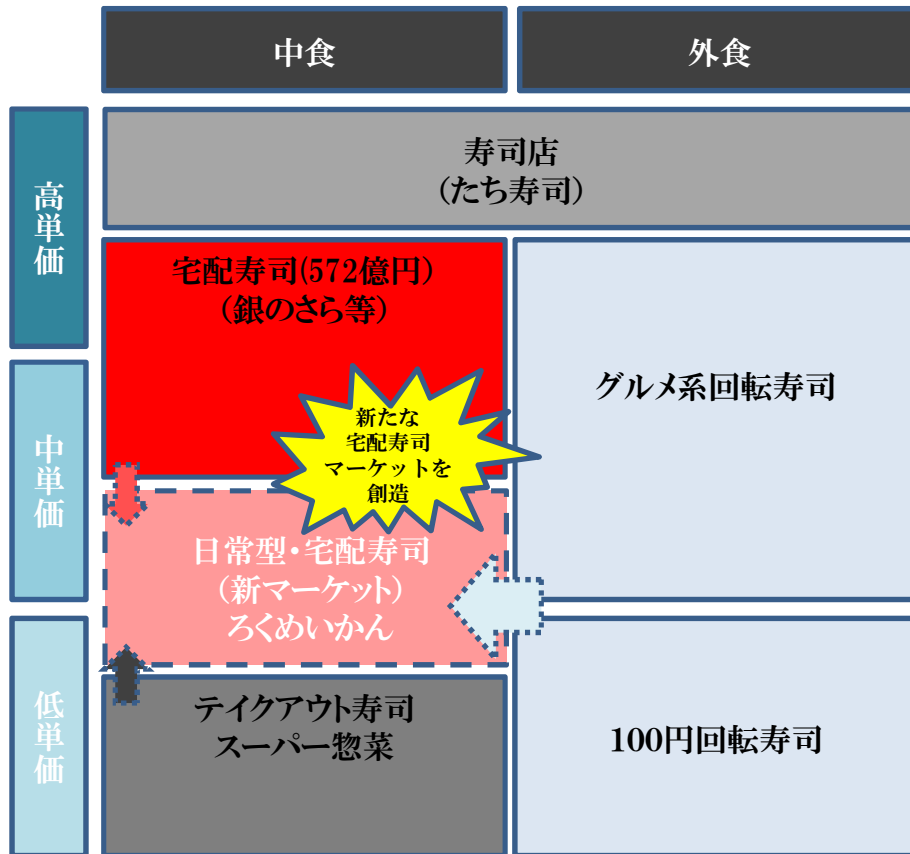 中食
外食
高単価
寿司店
(たち寿司)
宅配寿司(572億円)
(銀のさら等)
グルメ系回転寿司
新たな
宅配寿司
マーケットを
創造
中単価
日常型・宅配寿司
(新マーケット)
ろくめいかん
低単価
テイクアウト寿司
スーパー惣菜
100円回転寿司